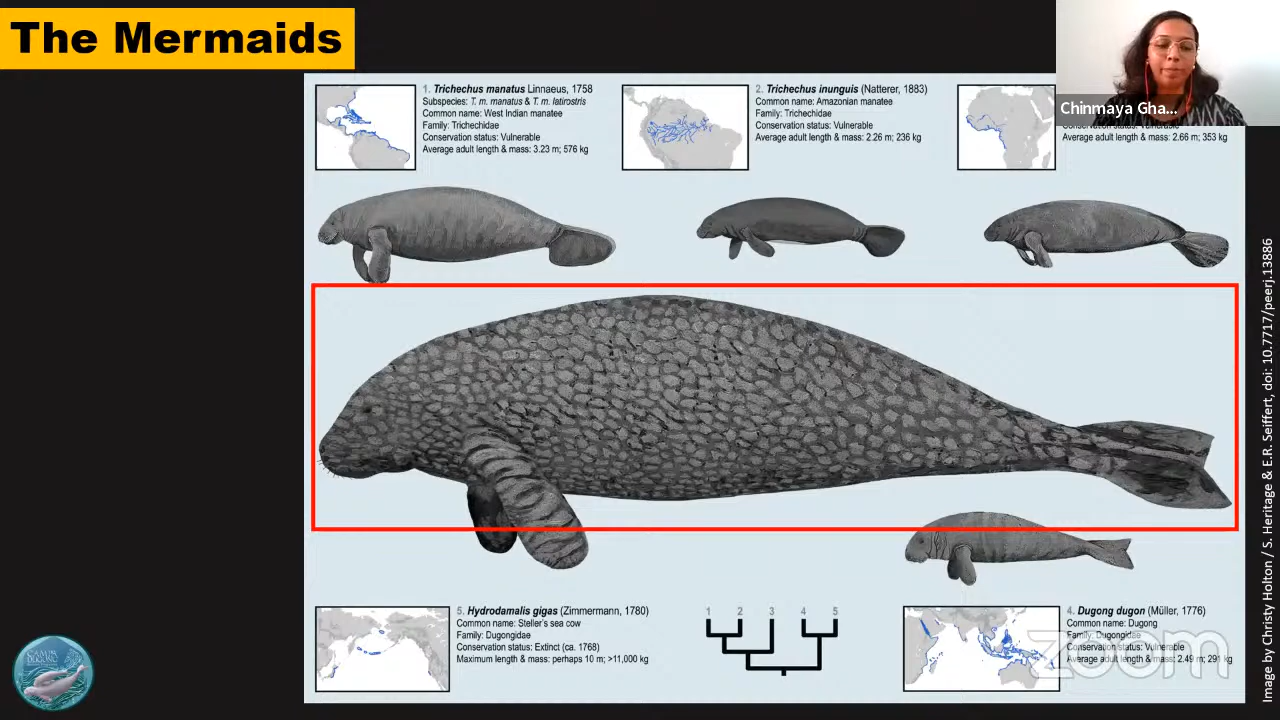 The Mermaids
Chinmaya Gha...
1. Trichechus manatus Linnaeus, 1758
Subspecies: T. m. manatus & T. m. latirostris
Common name: West Indian manatee
Family: Trichechidae
Conservation status: Vulnerable
Average adult length & mass: 3.23 m; 576 kg
2. Trichechus inunguis (Natterer, 1883)
Common name: Amazonian manatee
Family: Trichechidae
Conservation status: Vulnerable
Average adult length & mass: 2.26 m; 236 kg
Conservation status: Vulnerable
Average adult length & mass: 2.66 m; 353 kg
5. Hydrodamalis gigas (Zimmermann, 1780)
Common name: Steller's sea cow
Family: Dugongidae
Conservation status: Extinct (ca. 1768)
Maximum length & mass: perhaps 10 m; >11,000 kg
1 2 3 4 5
4. Dugong dugon (Müller, 1776)
Common name: Dugong
Family: Dugongidae
Conservation status: Vulnerable
Average adult length & mass: 2.49 m; 291 kg
zoom
Image by Christy Holton / S. Heritage & E.R. Seiffert, doi: 10.7717/peerj.13886